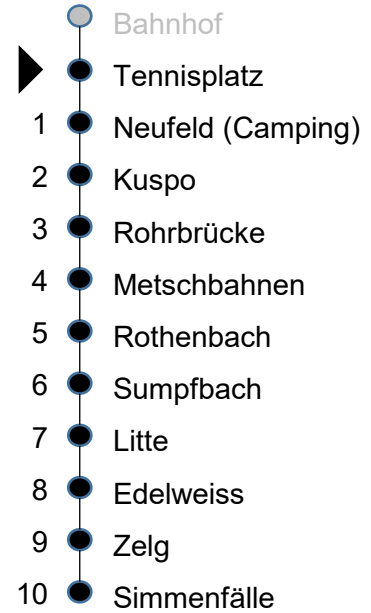 Bahnhof
Tennisplatz
1 Neufeld (Camping)
2 Kuspo
3 Rohrbrücke
4 Metschbahnen
5 Rothenbach
6 Sumpfbach
7 Litte
8 Edelweiss
9 Zelg
10 Simmenfälle